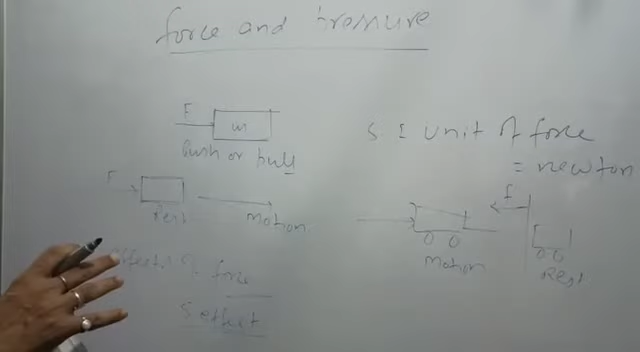 force and pressure
F
m
Push or pull
S I unit of force
= newton
F
Rest
motion
F
motion
Rest
effects of force
5 effect